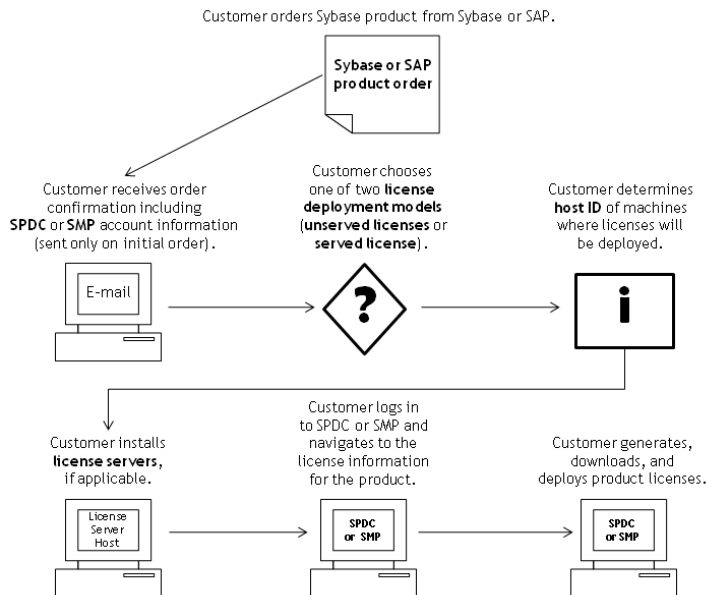 Customer orders Sybase product from Sybase or SAP.
Sybase or SAP
product order
Customer receives order
confirmation including
SPDC or SMP account information
(sent only on initial order).
E-mail
Customer chooses
one of two license
deployment models
(unserved licenses or
served license).
?
Customer determines
host ID of machines
where licenses will
be deployed.
i
Customer installs
license servers,
if applicable.
License
Server
Host
Customer logs in
to SPDC or SMP and
navigates to the
license information
for the product.
SPDC
or SMP
Customer generates,
downloads, and
deploys product licenses.
SPDC
or SMP